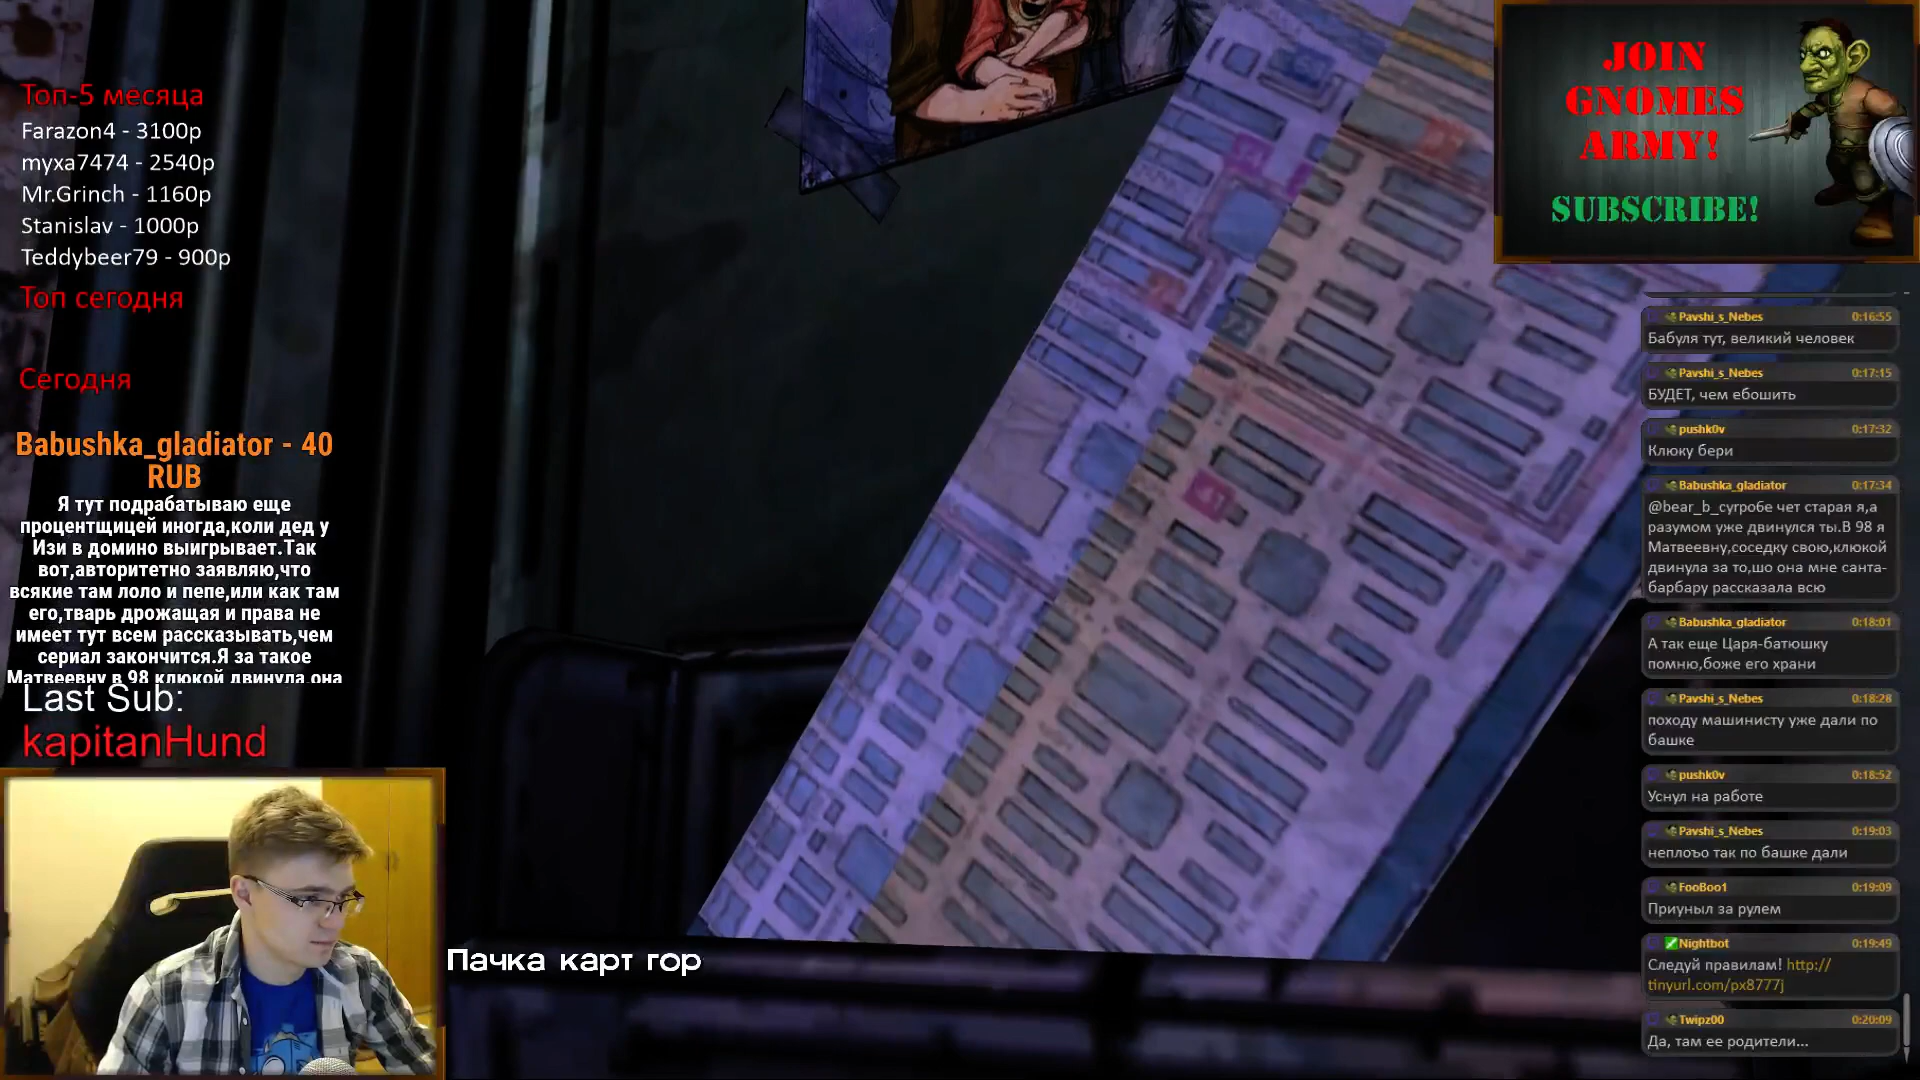 Топ-5 месяца
Farazon4 - 3100р
myxa7474 - 2540р
Mr.Grinch - 1160р
Stanislav - 1000р
Teddybeer79 - 900р
Топ сегодня
Сегодня
Babushka_gladiator - 40
RUB
Я тут подрабатываю еще
процентщицей иногда,коли дед у
Изи в домино выигрывает.Так
вот,авторитетно заявляю,что
всякие там лоло и пепе,или как там
его,тварь дрожащая и права не
имеет тут всем рассказывать,чем
сериал закончится.Я за такое
Матвеевну в 98 клюкой двинула,она
Last Sub:
kapitanHund
Пачка карт гор
JOIN
GNOMES
ARMY!
SUBSCRIBE!
Pavshi_s_Nebes 0:16:55
Бабуля тут, великий человек
Pavshi_s_Nebes 0:17:15
БУДЕТ, чем ебошить
pushk0v 0:17:32
Клюку бери
Babushka_gladiator 0:17:34
@bear_b_cyгробе чет старая я,а
разумом уже двинулся ты.В 98 я
Матвеевну,соседку свою,клюкой
двинула за то,шо она мне санта-
барбару рассказала всю
Babushka_gladiator 0:18:01
А так еще Царя-батюшку
помню,боже его храни
Pavshi_s_Nebes 0:18:28
походу машинисту уже дали по
башке
pushk0v 0:18:52
Уснул на работе
Pavshi_s_Nebes 0:19:03
неплоъо так по башке дали
FooBoo1 0:19:09
Приуныл за рулем
Nightbot 0:19:49
Следуй правилам! http://
tinyurl.com/px8777j
Twipz00 0:20:09
Да, там ее родители...